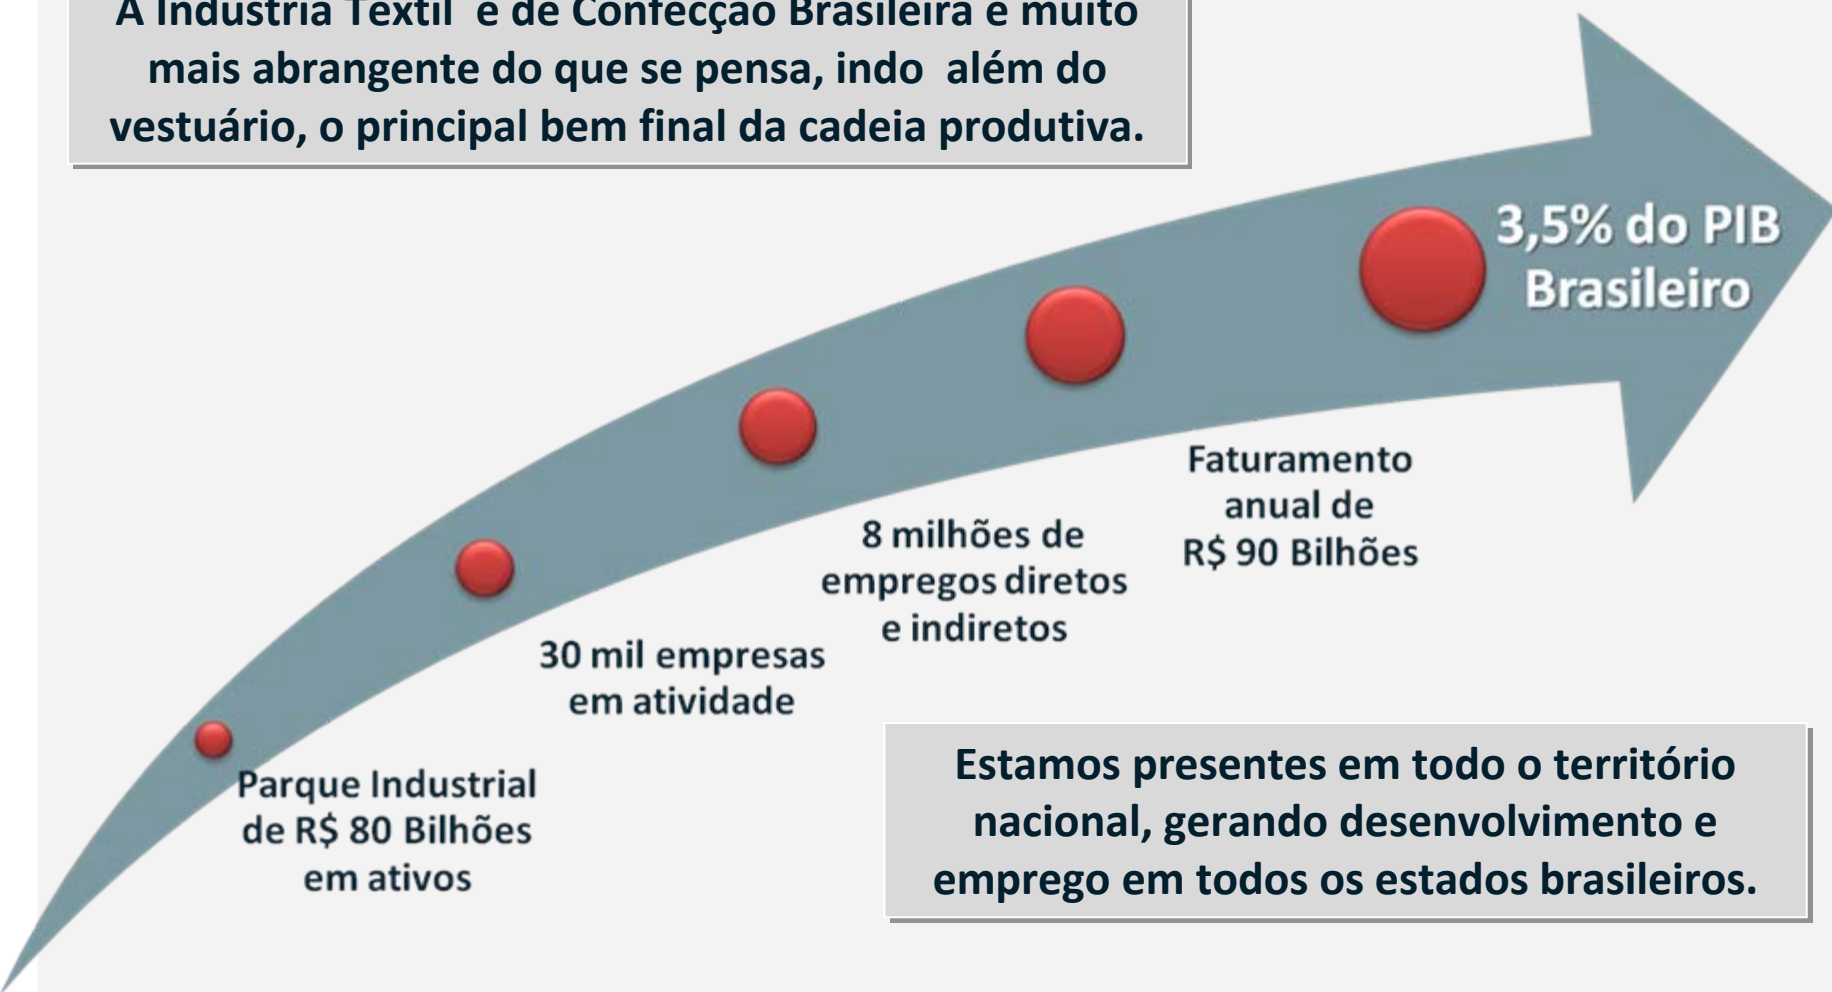 A Indústria Têxtil e de Confecção Brasileira é muito
mais abrangente do que se pensa, indo além do
vestuário, o principal bem final da cadeia produtiva.
3,5% do PIB
Brasileiro
Faturamento
anual de
R$ 90 Bilhões
8 milhões de
empregos diretos
e indiretos
30 mil empresas
em atividade
Parque Industrial
de R$ 80 Bilhões
em ativos
Estamos presentes em todo o território
nacional, gerando desenvolvimento e
emprego em todos os estados brasileiros.